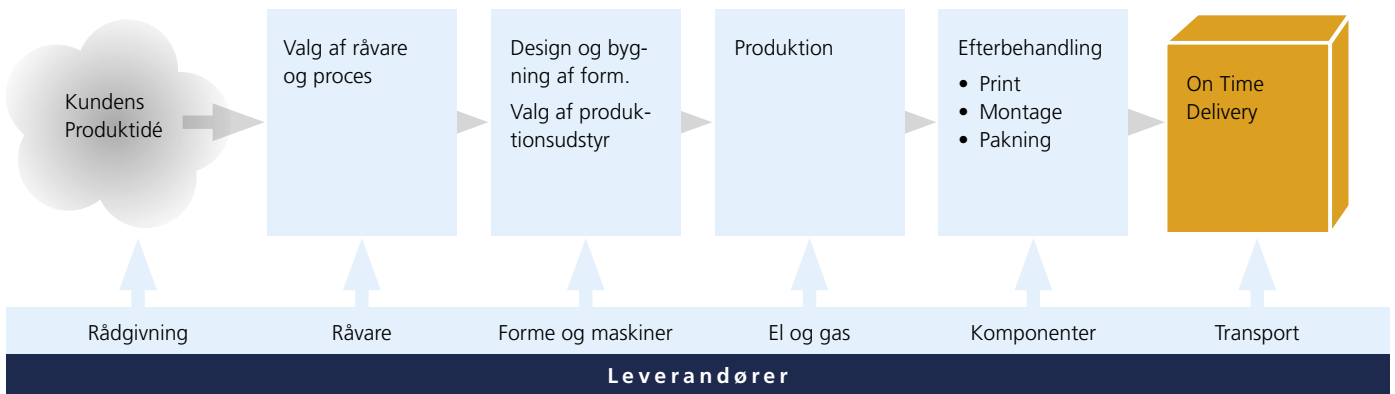 Kundens
Produktidé
Valg af råvare
og proces
Design og byg-
ning af form.
Valg af produk-
tionsudstyr
Produktion
Efterbehandling
• Print
• Montage
• Pakning
On Time
Delivery
Rådgivning
Råvare
Forme og maskiner
El og gas
Komponenter
Transport
Leverandører